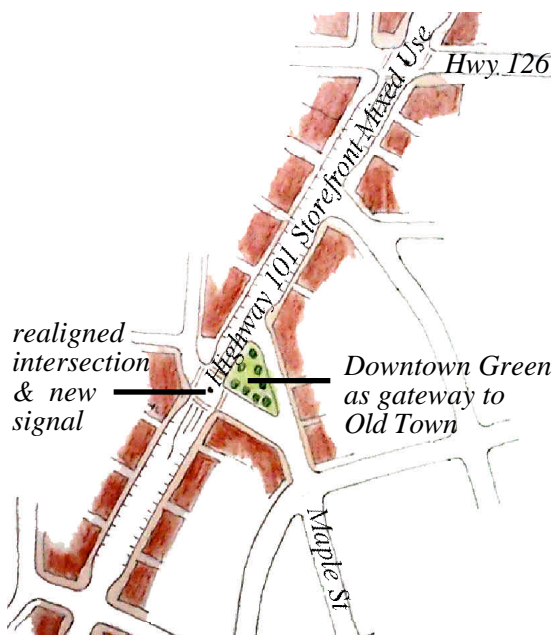 Hwy 126
Highway 101 Storefront Mixed Use
realigned
intersection
& new
signal
Downtown Green
as gateway to
Old Town
Maple St